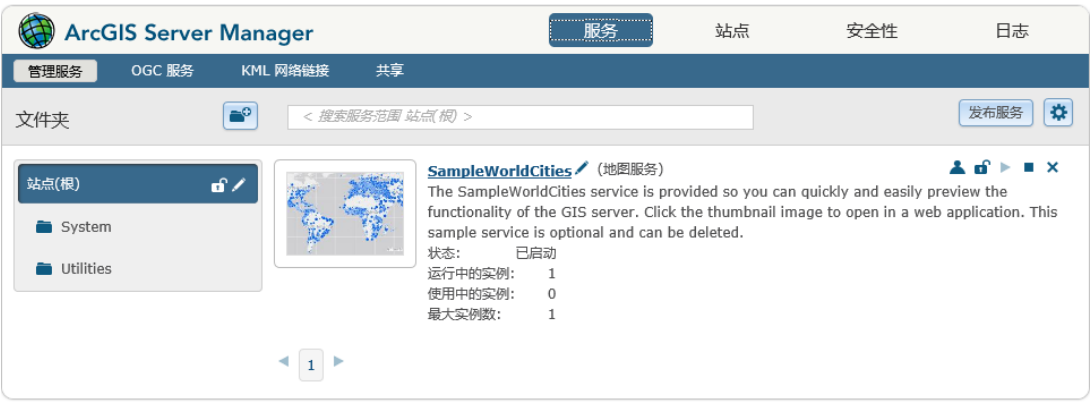 ArcGIS Server Manager
服务
站点
安全性
日志
管理服务
OGC 服务
KML 网络链接
共享
文件夹
< 搜索服务范围 站点(根) >
发布服务
站点(根)
System
Utilities
SampleWorldCities (地图服务)
The SampleWorldCities service is provided so you can quickly and easily preview the
functionality of the GIS server. Click the thumbnail image to open in a web application. This
sample service is optional and can be deleted.
状态: 已启动
运行中的实例: 1
使用中的实例: 0
最大实例数: 1
1